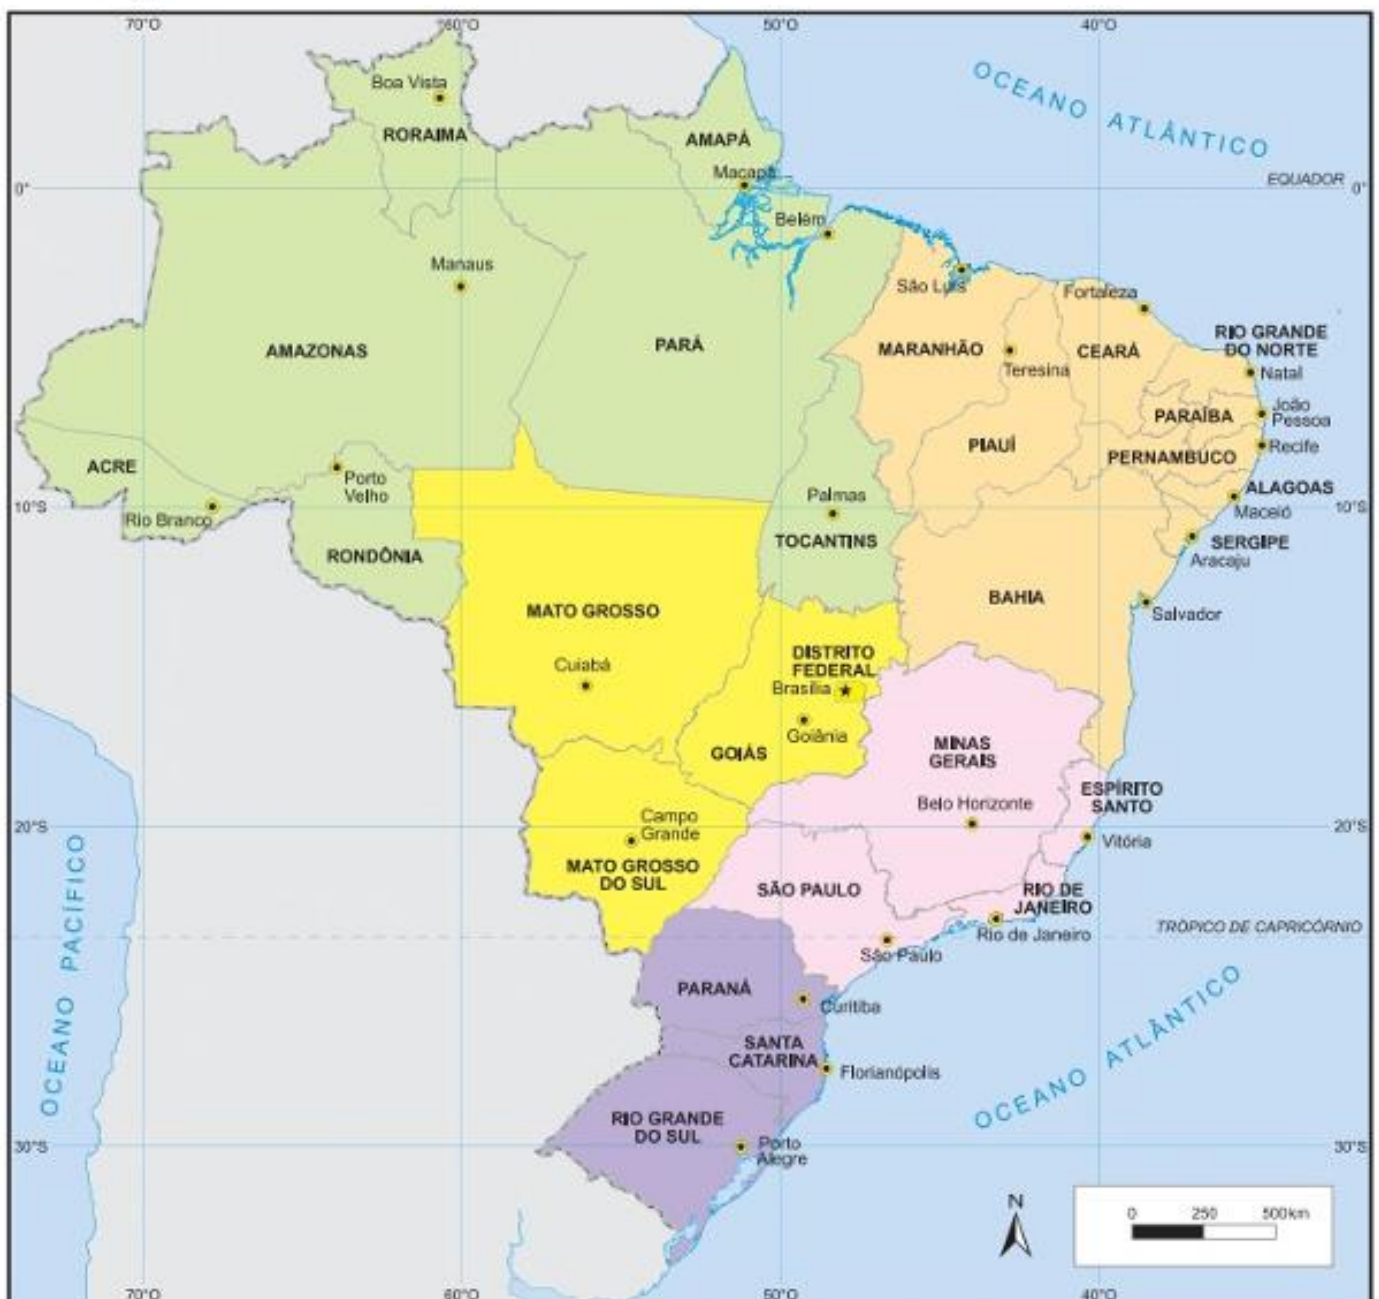 70°O
60°O
50°O
40°O
Boa Vista
RORAIMA
AMAPÁ
Macapá
OCEANO ATLÂNTICO
EQUADOR
0°
0°
Belém
Manaus
São Luís
Fortaleza
AMAZONAS
PARÁ
MARANHÃO
Teresina
CEARÁ
RIO GRANDE
DO NORTE
Natal
João
Pessoa
PARAÍBA
Recife
PIAUÍ
PERNAMBUCO
ACRE
Porto
Velho
Rio Branco
Palmas
ALAGOAS
Maceió
10°S
10°S
RONDÔNIA
TOCANTINS
SERGIPE
Aracaju
MATO GROSSO
BAHIA
Salvador
Cuiabá
DISTRITO
FEDERAL
Brasília
Goiânia
GOIÁS
MINAS
GERAIS
Belo Horizonte
ESPÍRITO
SANTO
Vitória
Campo
Grande
20°S
20°S
MATO GROSSO
DO SUL
SÃO PAULO
RIO DE
JANEIRO
Rio de Janeiro
São Paulo
TRÓPICO DE CAPRICÓRNIO
OCEANO PACÍFICO
PARANÁ
Curitiba
SANTA
CATARINA
Florianópolis
OCEANO ATLÂNTICO
RIO GRANDE
DO SUL
Porto
Alegre
30°S
30°S
N
0 250 500km
70°O
60°O
50°O
40°O